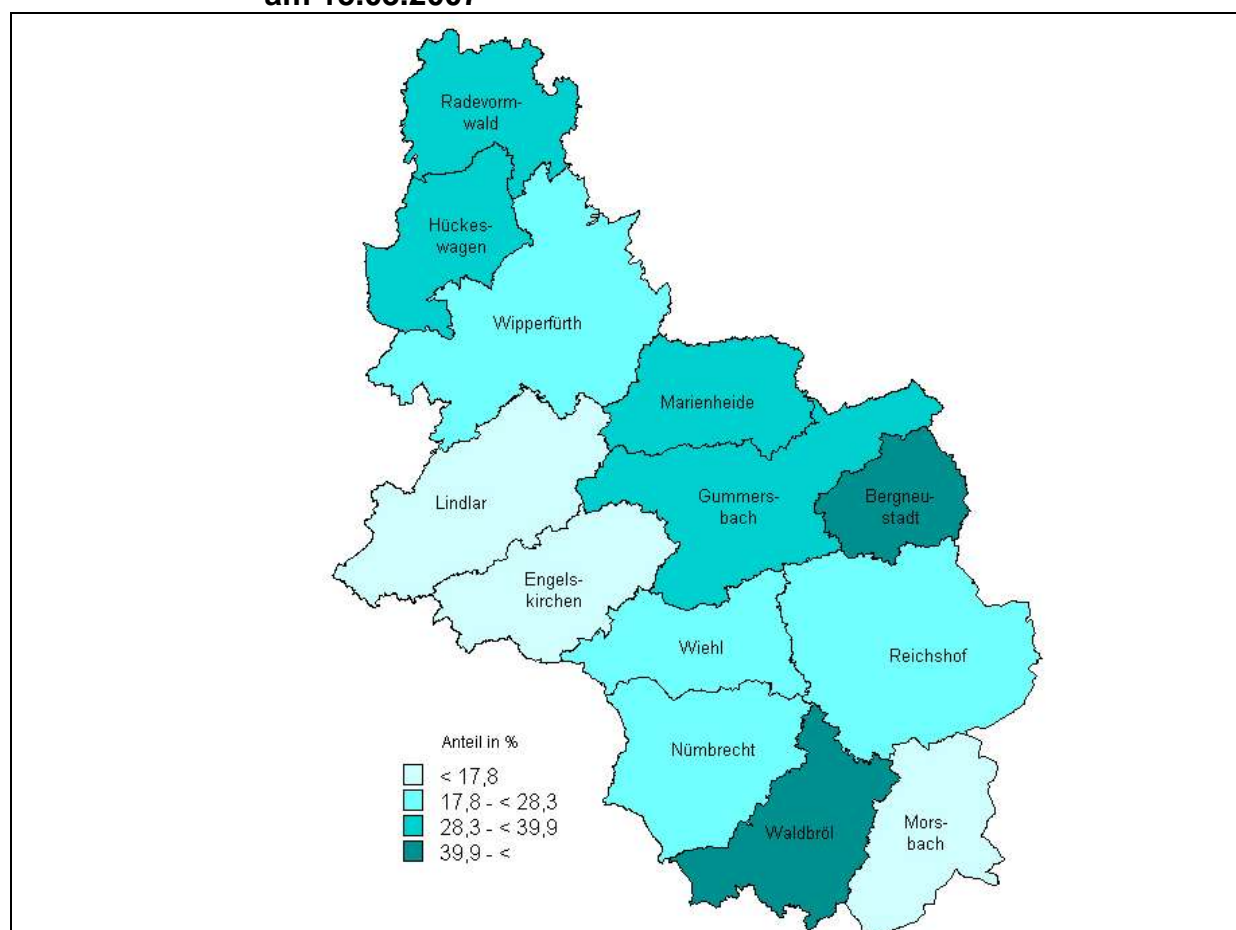 Radevorm-
wald
Hückes-
wagen
Wipperfürth
Marienheide
Lindlar
Gummers-
bach
Bergneu-
stadt
Engels-
kirchen
Wiehl
Reichshof
Nümbrecht
Waldbröl
Mors-
bach
Anteil in %
< 17,8
17,8 - < 28,3
28,3 - < 39,9
39,9 - <